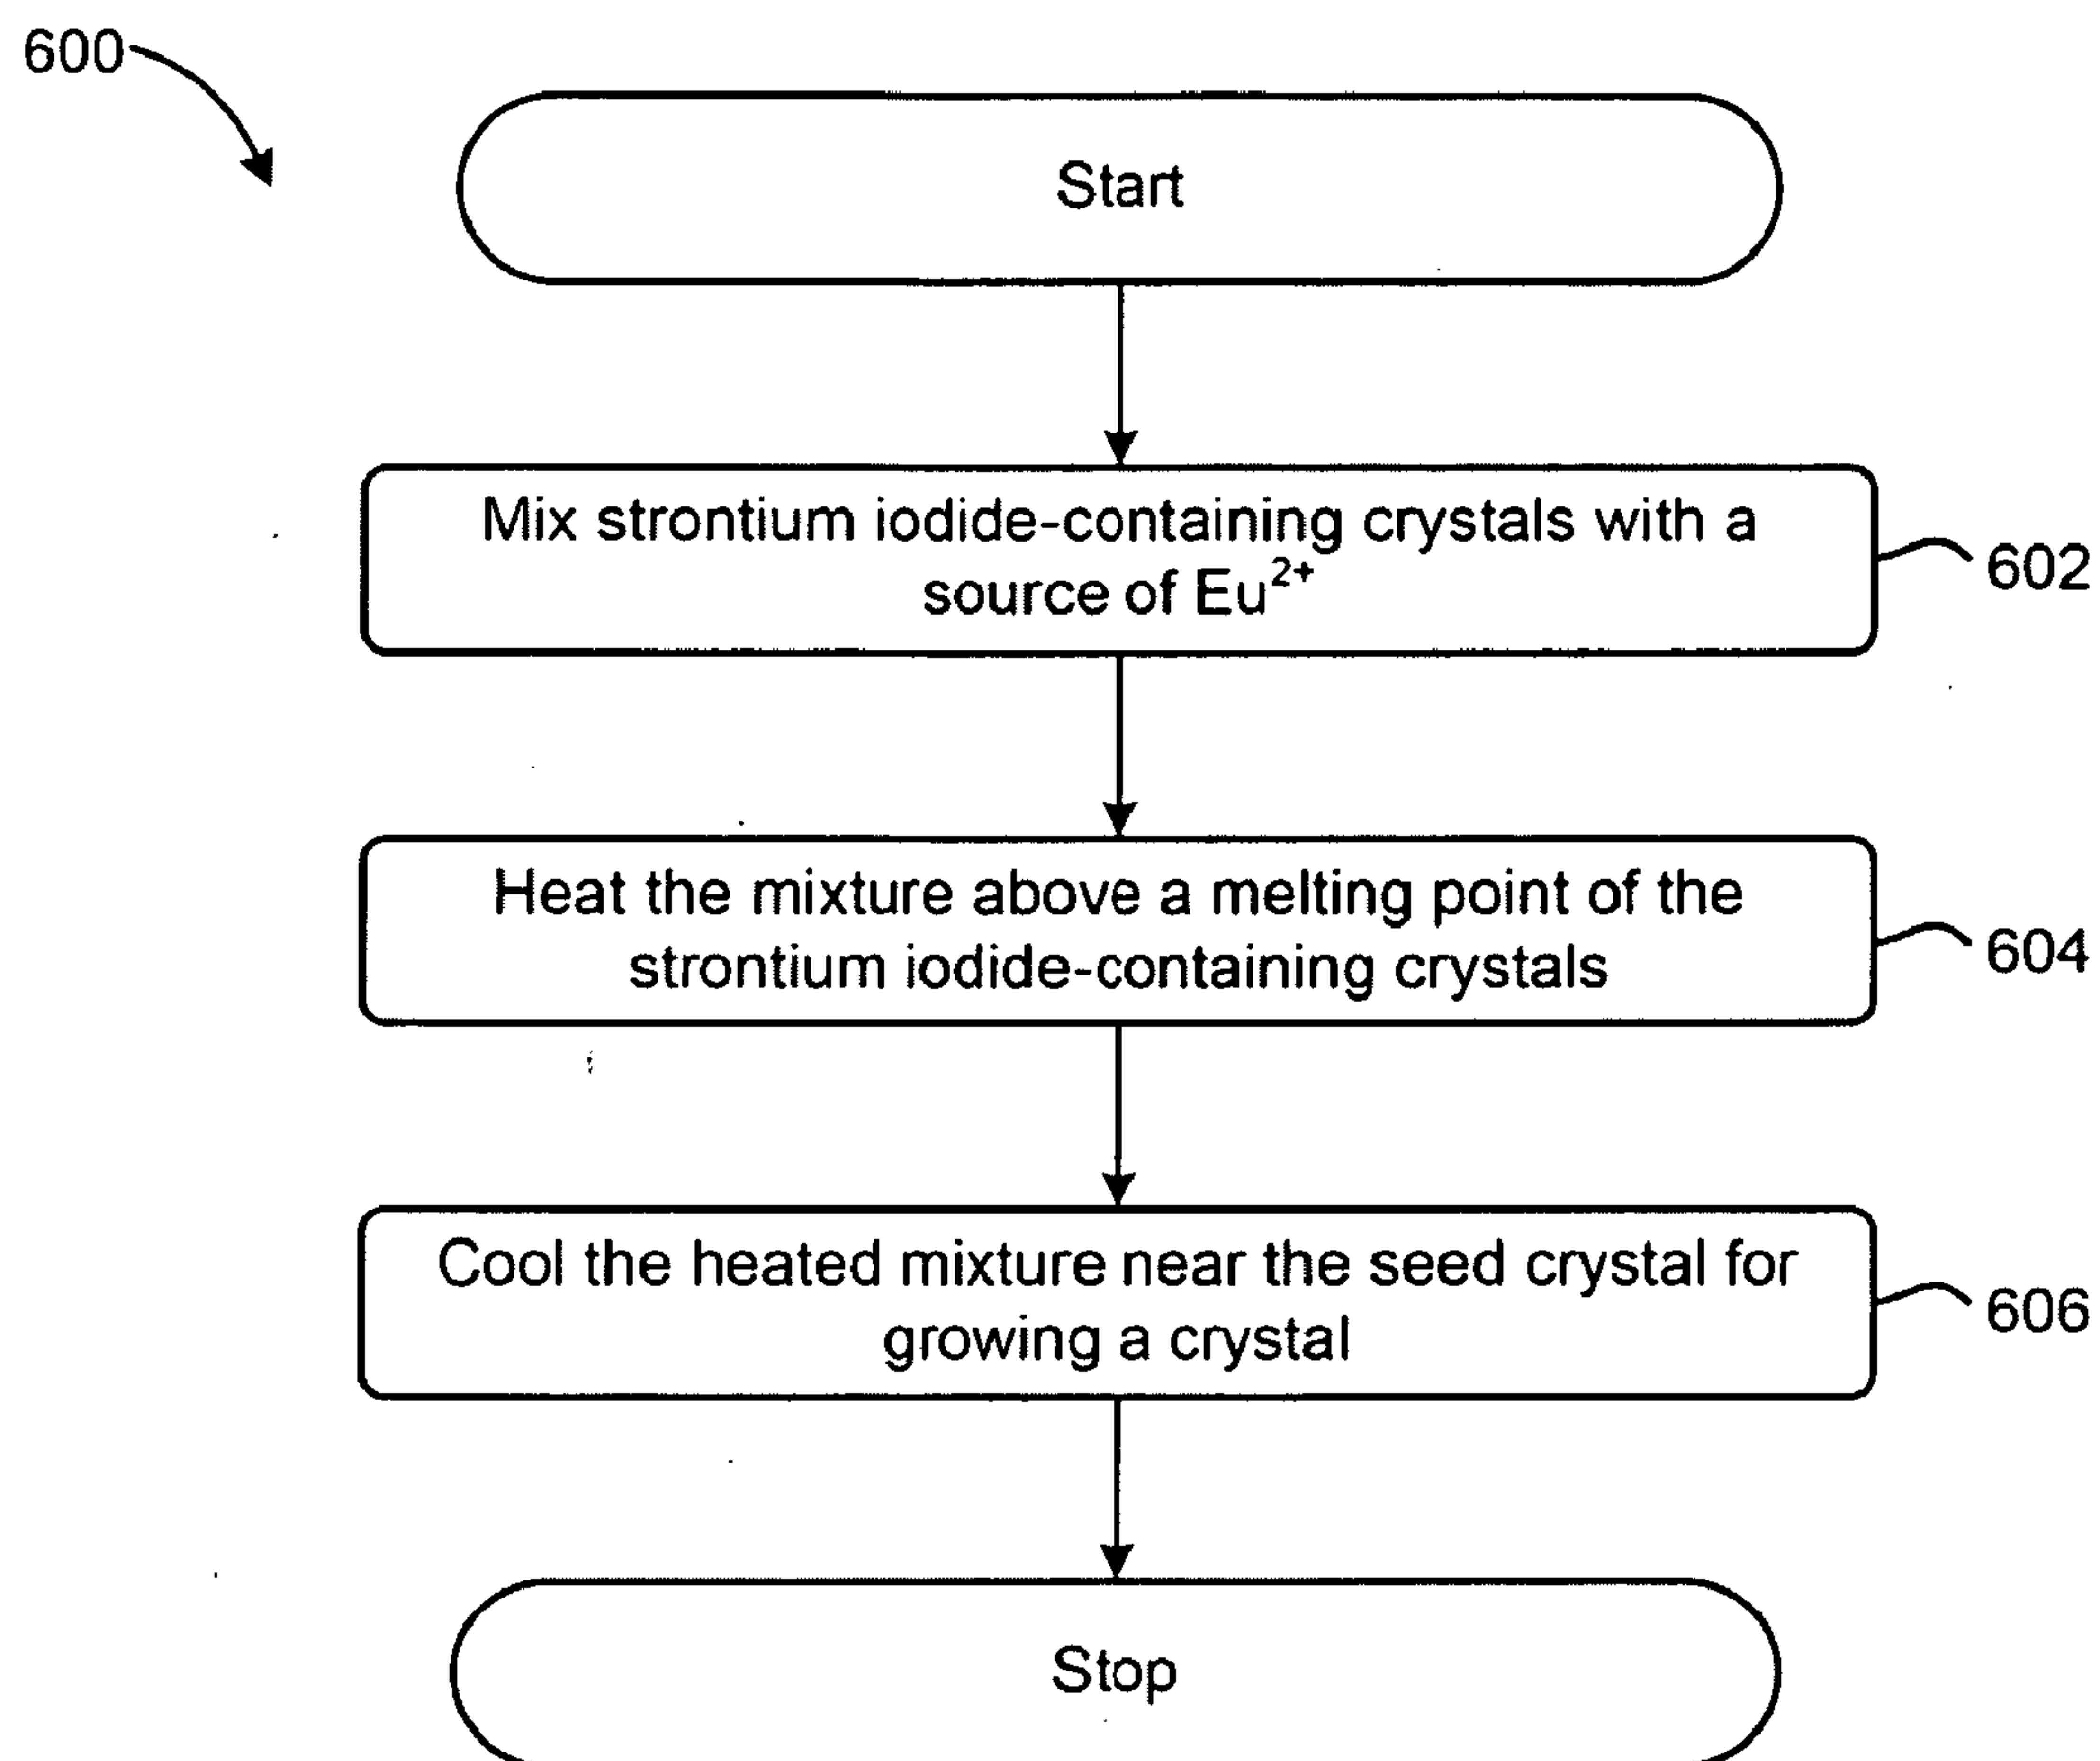 600
Start
Mix strontium iodide-containing crystals with a
source of Eu²⁺
602
Heat the mixture above a melting point of the
strontium iodide-containing crystals
604
Cool the heated mixture near the seed crystal for
growing a crystal
606
Stop